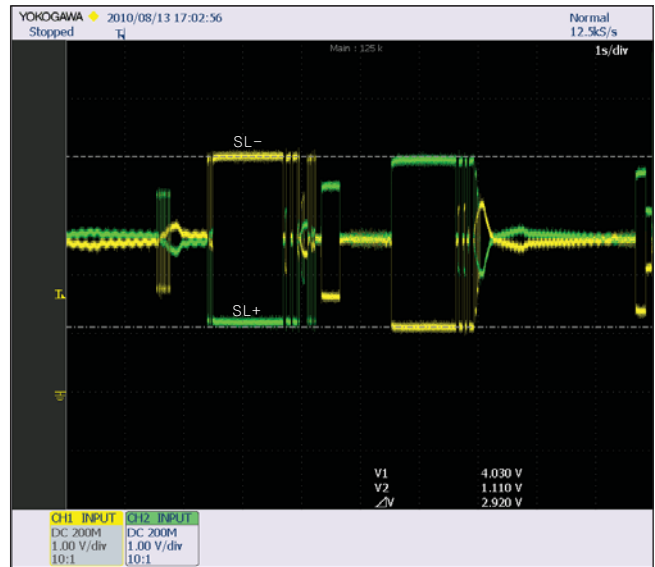 YOKOGAWA 2010/08/13 17:02:56 Normal
Stopped 12.5kS/s
Main : 125 k 1s/div
SL-
SL+
V1 4.030 V
V2 1.110 V
⊿V 2.920 V
CH1 INPUT CH2 INPUT
DC 200M DC 200M
1.00 V/div 1.00 V/div
10:1 10:1